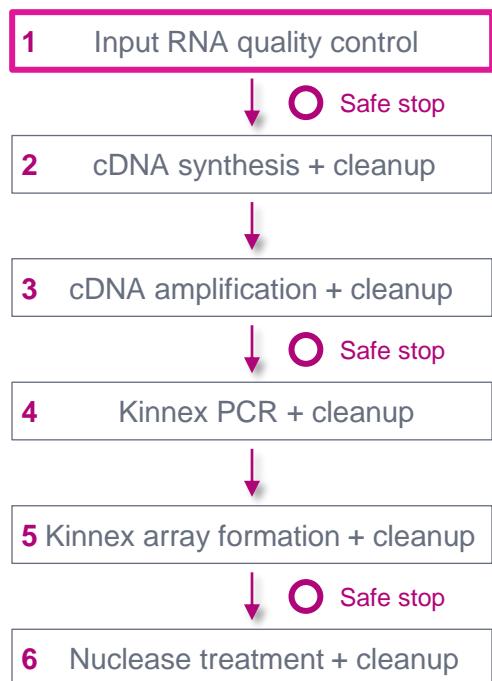 1 Input RNA quality control
Safe stop
2 cDNA synthesis + cleanup
3 cDNA amplification + cleanup
Safe stop
4 Kinnex PCR + cleanup
5 Kinnex array formation + cleanup
Safe stop
6 Nuclease treatment + cleanup